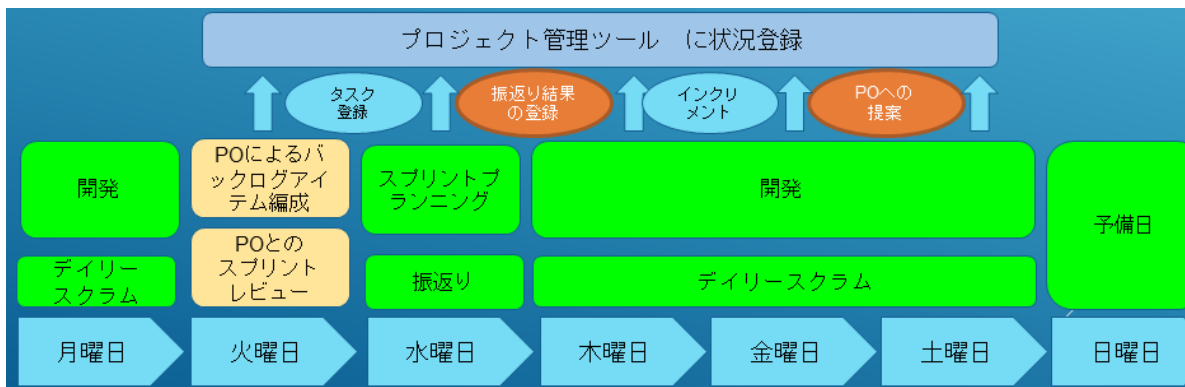 プロジェクト管理ツール　に状況登録
タスク
登録
振返り結果
の登録
インクリ
メント
POへの
提案
開発
POによるバ
ックログアイ
テム編成
スプリントプ
ランニング
開発
予備日
デイリー
スクラム
POとの
スプリント
レビュー
振返り
デイリースクラム
月曜日
火曜日
水曜日
木曜日
金曜日
土曜日
日曜日